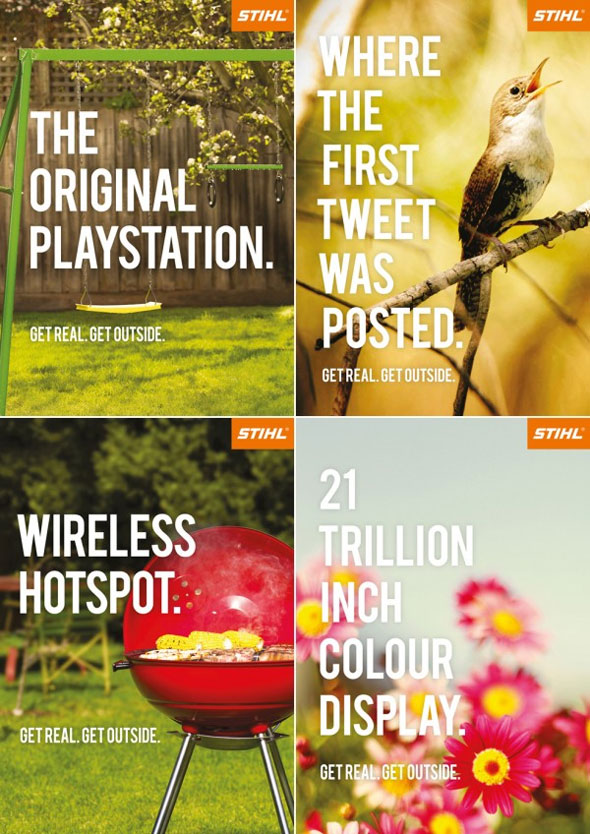 STIHL®
THE
ORIGINAL
PLAYSTATION.
GET REAL. GET OUTSIDE.
STIHL®
WHERE
THE
FIRST
TWEET
WAS
POSTED.
GET REAL. GET OUTSIDE.
STIHL®
WIRELESS
HOTSPOT.
GET REAL. GET OUTSIDE.
STIHL®
21
TRILLION
INCH
COLOUR
DISPLAY.
GET REAL. GET OUTSIDE.